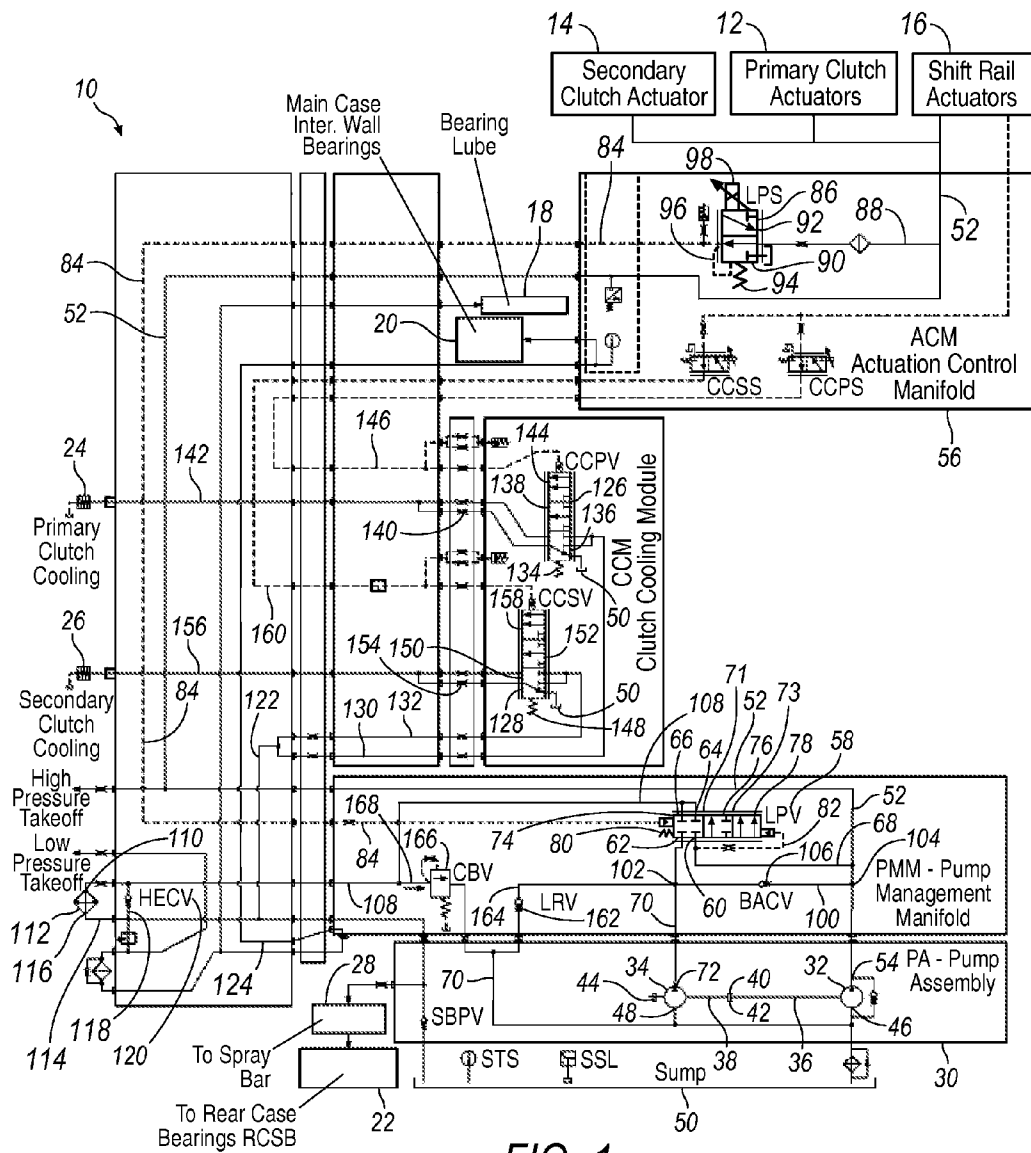 14
12
16
Secondary
Clutch Actuator
Primary Clutch
Actuators
Shift Rail
Actuators
10
Main Case
Inter. Wall
Bearings
Bearing
Lube
84
98
LPS
86
96
92
88
52
18
90
94
84
52
20
ACM
Actuation Control
Manifold
CCSS
CCPS
56
146
144
CCPV
24
142
138
126
136
Primary
Clutch
Cooling
140
134
50
CCM
Clutch Cooling Module
160
CCSV
158
152
26
156
154
150
Secondary
Clutch
Cooling
84
122
130
132
128
148
50
71
52
73
108
66
64
76
78
58
High
Pressure
Takeoff
LPV
52
82
168
74
80
62
84
68
Low
Pressure
Takeoff
110
166
CBV
102
106
104
PMM - Pump
Management
Manifold
HECV
108
LRV
60
BACV
100
112
164
162
70
116
124
28
70
34
72
40
32
54
PA - Pump
Assembly
44
SBPV
48
42
46
118
114
120
To Spray
Bar
38
36
30
STS
SSL
Sump
To Rear Case
Bearings RCSB
22
50
FIG. 1